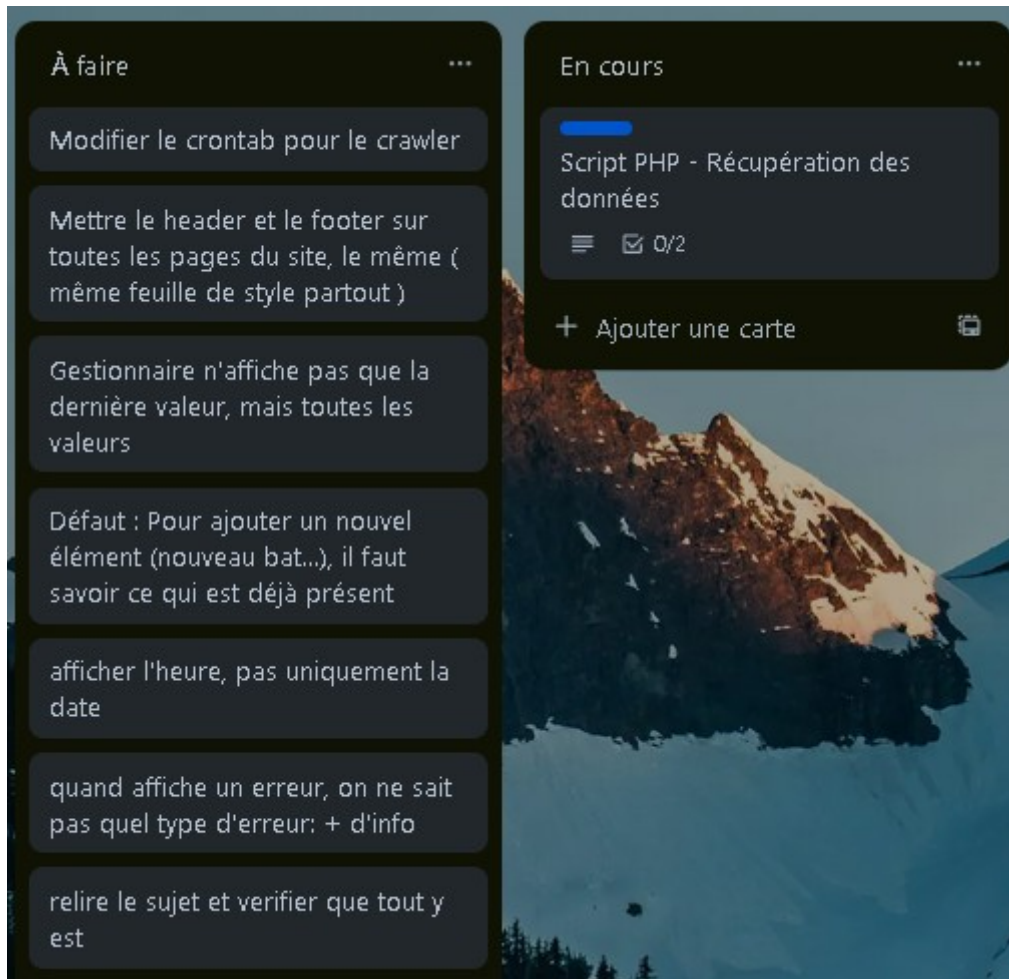 À faire
Modifier le crontab pour le crawler
Mettre le header et le footer sur
toutes les pages du site, le même (
même feuille de style partout )
Gestionnaire n'affiche pas que la
dernière valeur, mais toutes les
valeurs
Défaut : Pour ajouter un nouvel
élément (nouveau bat...), il faut
savoir ce qui est déjà présent
afficher l'heure, pas uniquement la
date
quand affiche un erreur, on ne sait
pas quel type d'erreur: + d'info
relire le sujet et verifier que tout y
est
En cours
Script PHP - Récupération des
données
0/2
+ Ajouter une carte